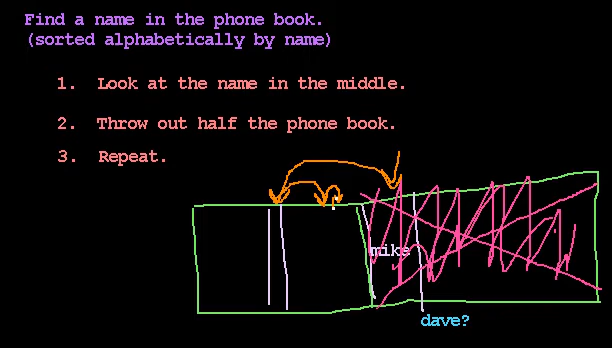 Find a name in the phone book.
(sorted alphabetically by name)
1. Look at the name in the middle.
2. Throw out half the phone book.
3. Repeat.
mike
dave?